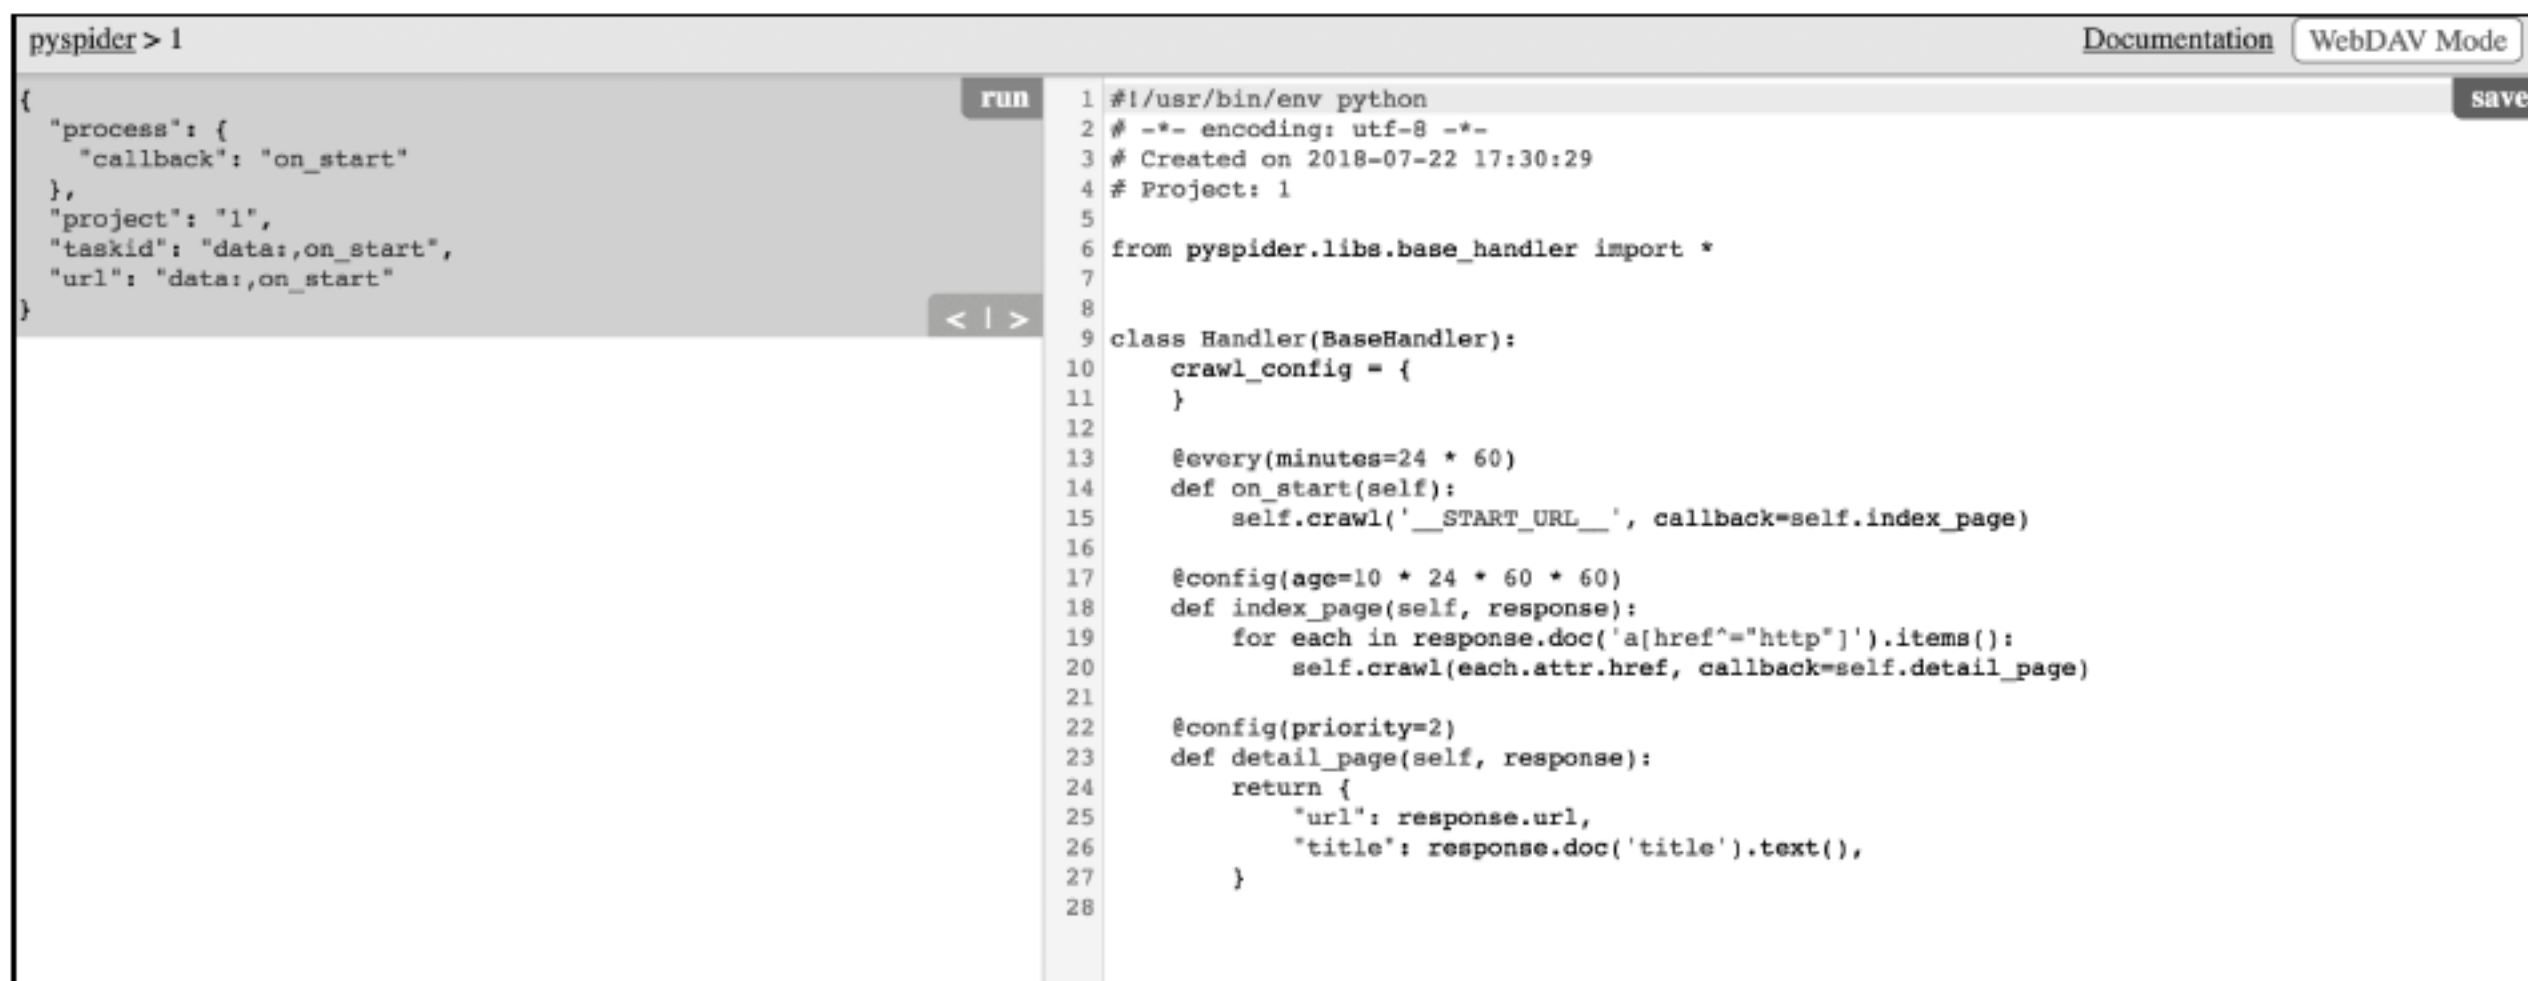 pyspider > 1
Documentation
WebDAV Mode
{
  "process": {
    "callback": "on_start"
  },
  "project": "1",
  "taskid": "data:,on_start",
  "url": "data:,on_start"
}
run
< | >
save
1 #!/usr/bin/env python
2 # -*- encoding: utf-8 -*-
3 # Created on 2018-07-22 17:30:29
4 # Project: 1
5
6 from pyspider.libs.base_handler import *
7
8
9 class Handler(BaseHandler):
10     crawl_config = {
11     }
12
13     @every(minutes=24 * 60)
14     def on_start(self):
15         self.crawl('__START_URL__', callback=self.index_page)
16
17     @config(age=10 * 24 * 60 * 60)
18     def index_page(self, response):
19         for each in response.doc('a[href^="http"]').items():
20             self.crawl(each.attr.href, callback=self.detail_page)
21
22     @config(priority=2)
23     def detail_page(self, response):
24         return {
25             "url": response.url,
26             "title": response.doc('title').text(),
27         }
28